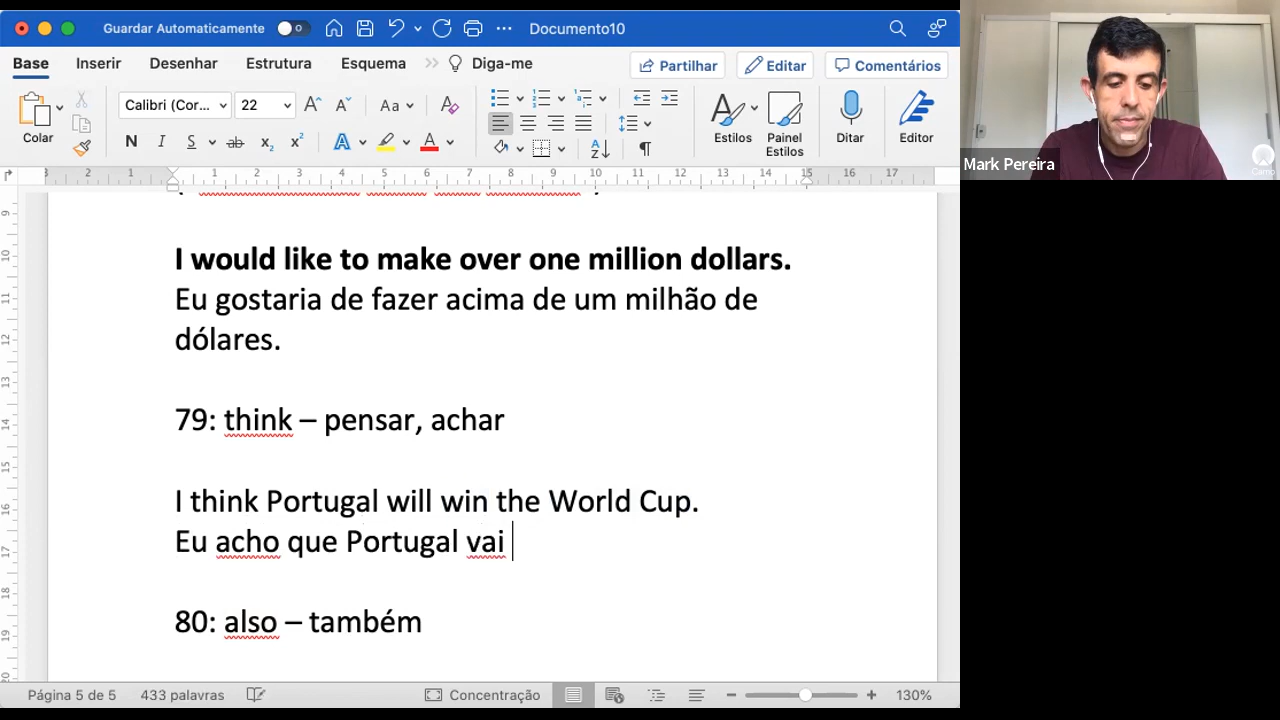 Guardar Automaticamente
Documento10
Base Inserir Desenhar Estrutura Esquema Diga-me
Partilhar Editar Comentários
Calibri (Cor... 22
Colar
Estilos
Painel Estilos
Ditar
Editor
Mark Pereira
Camo
I would like to make over one million dollars.
Eu gostaria de fazer acima de um milhão de
dólares.
79: think – pensar, achar
I think Portugal will win the World Cup.
Eu acho que Portugal vai
80: also – também
Página 5 de 5 433 palavras Concentração 130%